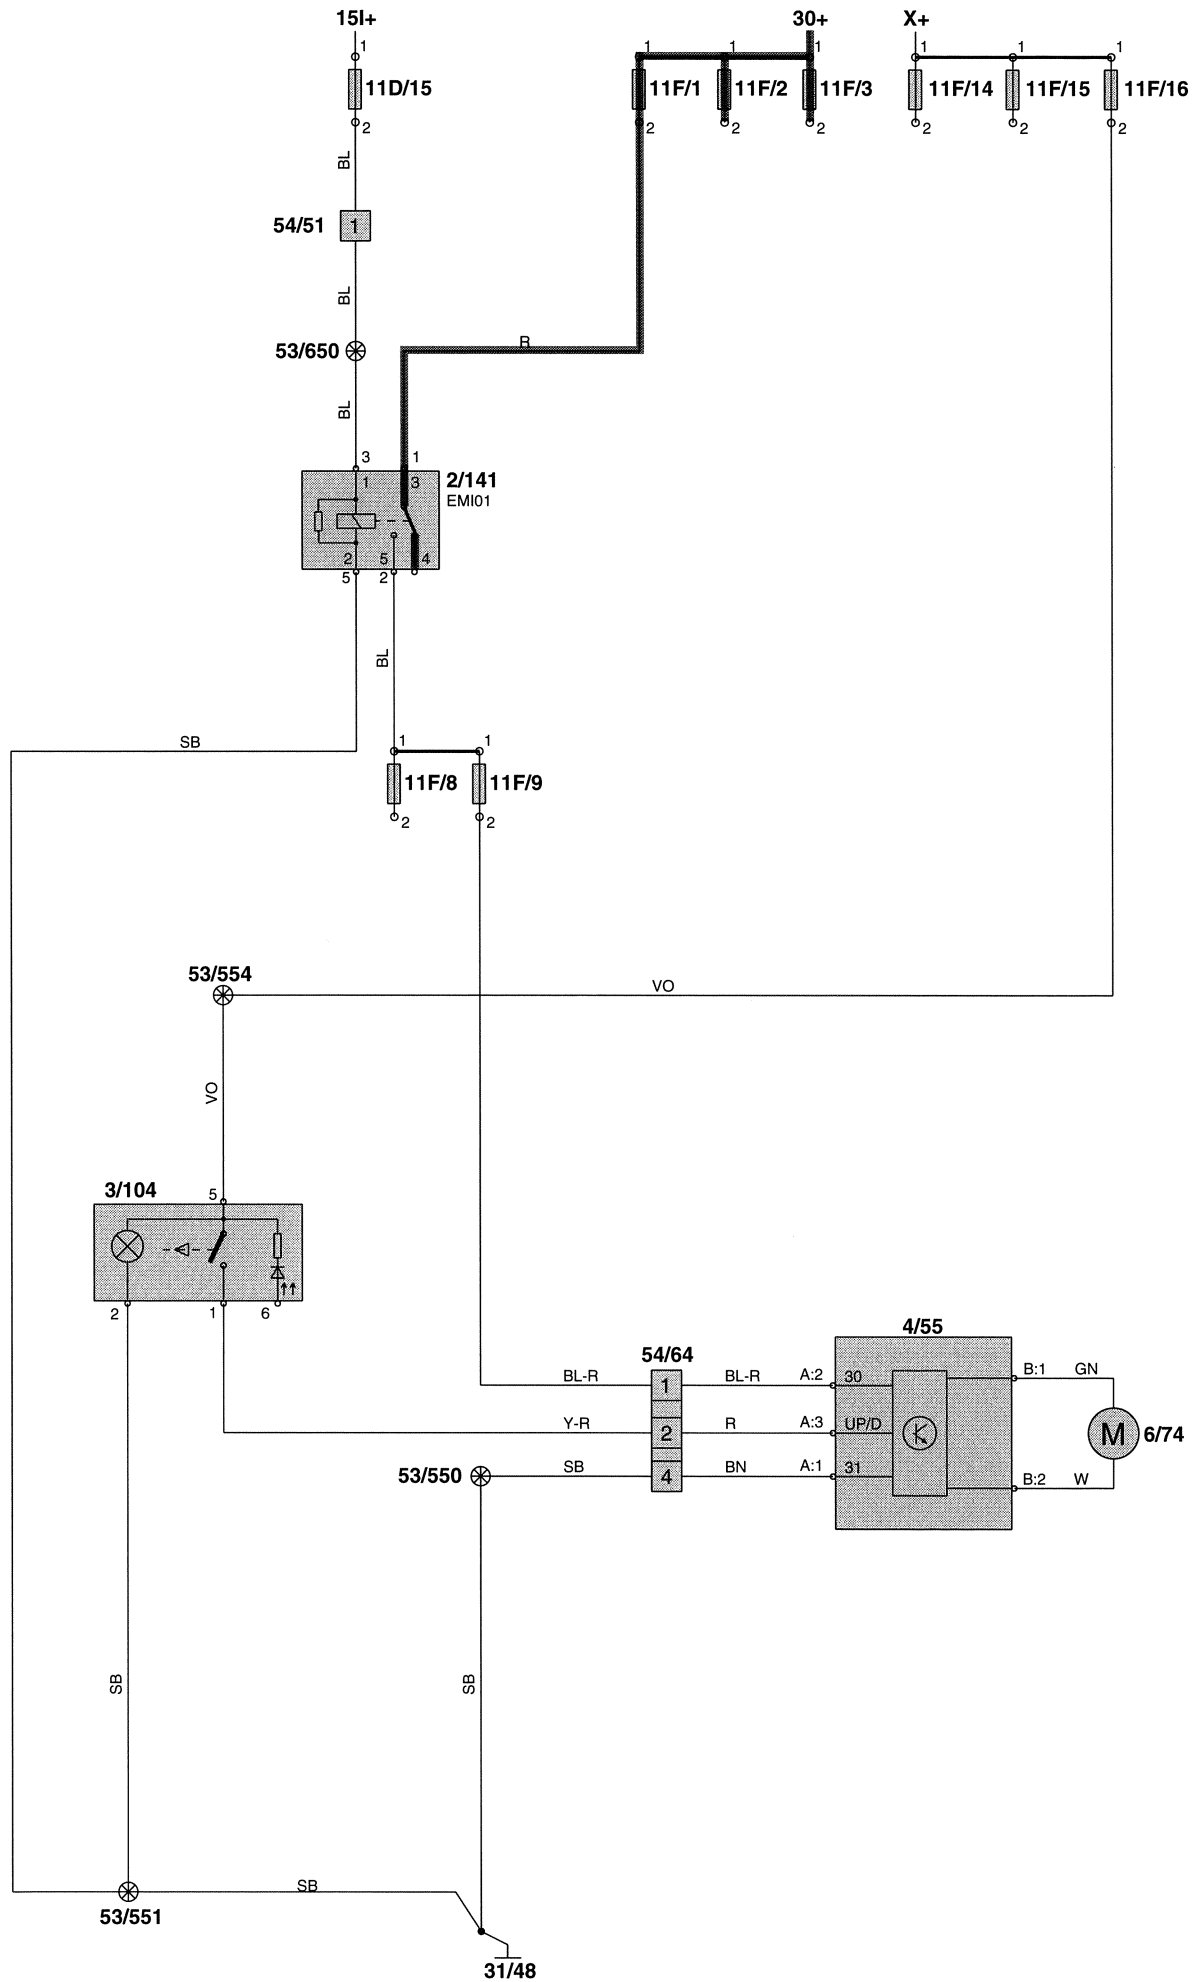 15I+ 30+ X+
1 1 1 1 1 1 1
11D/15 11F/1 11F/2 11F/3 11F/14 11F/15 11F/16
2 2 2 2 2 2 2
BL
54/51 1
BL
R
53/650
BL
3 1
1 3 2/141
EMI01
2 5 4
5 2
BL
SB 1 1
11F/8 11F/9
2 2
53/554
VO
VO
3/104 5
2 1 6
4/55
54/64
BL-R 1 BL-R A:2 30 B:1 GN
Y-R 2 R A:3 UP/D M 6/74
53/550 SB 4 BN A:1 31 B:2 W
SB SB
SB
53/551
31/48